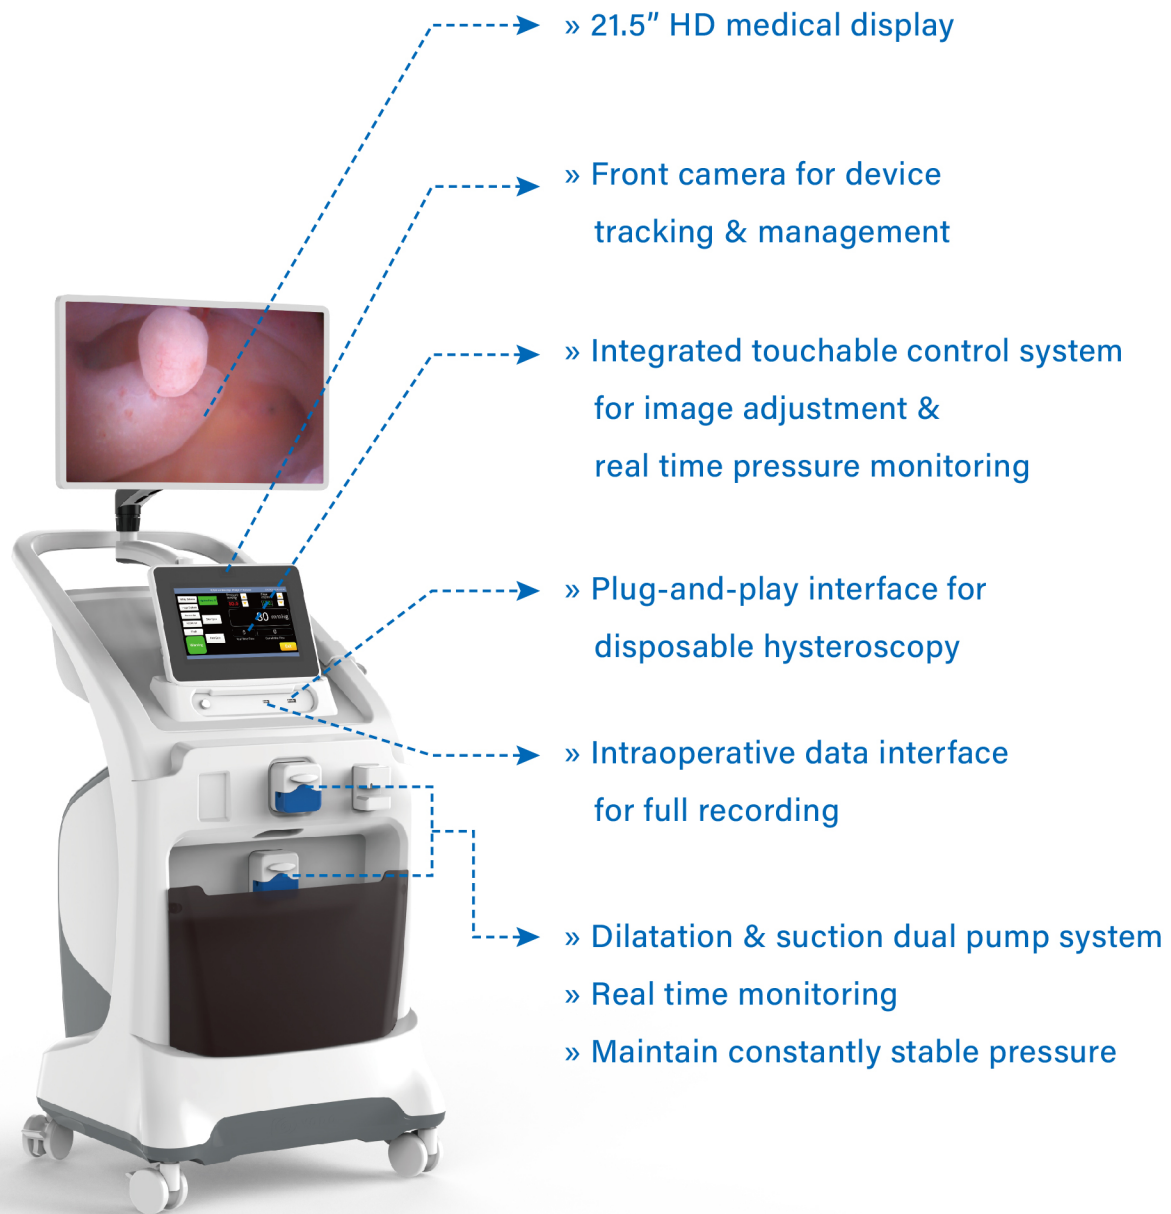 » 21.5” HD medical display
» Front camera for device
tracking & management
» Integrated touchable control system
for image adjustment &
real time pressure monitoring
» Plug-and-play interface for
disposable hysteroscopy
» Intraoperative data interface
for full recording
» Dilatation & suction dual pump system
» Real time monitoring
» Maintain constantly stable pressure